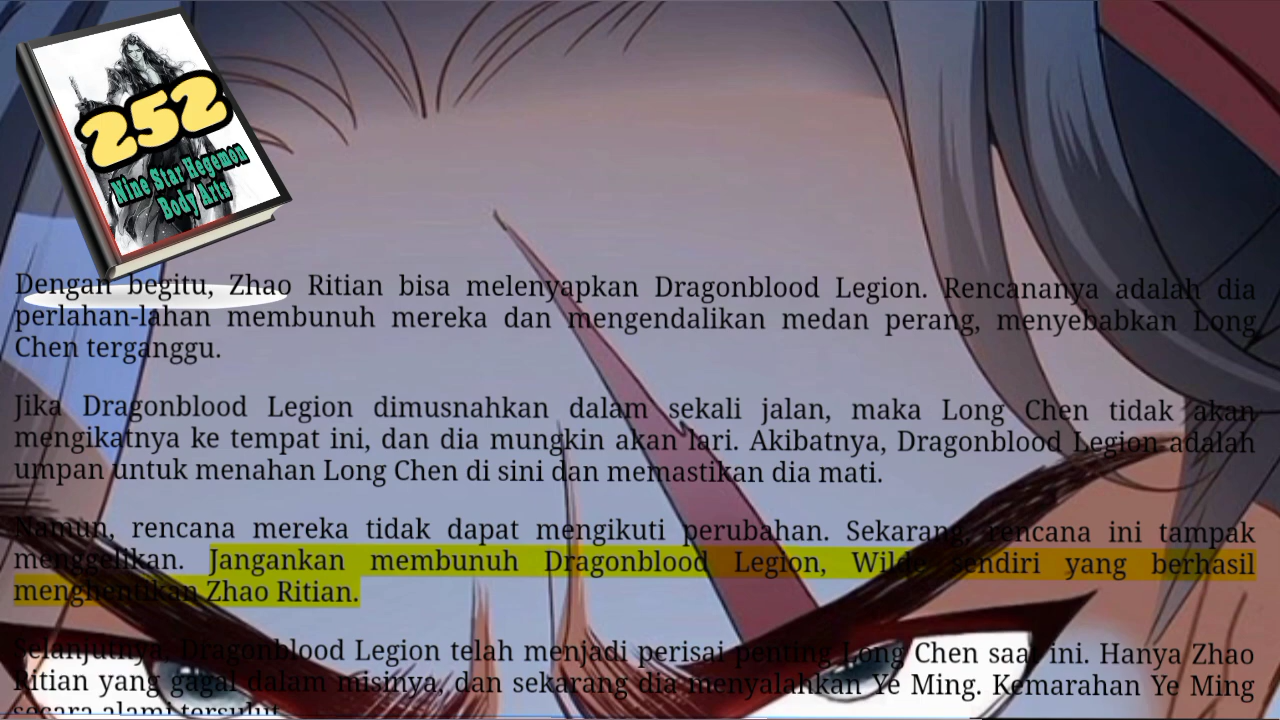 252
Nine Star Hegemon
Body Arts
Dengan begitu, Zhao Ritian bisa melenyapkan Dragonblood Legion. Rencananya adalah dia
perlahan-lahan membunuh mereka dan mengendalikan medan perang, menyebabkan Long
Chen terganggu.
Jika Dragonblood Legion dimusnahkan dalam sekali jalan, maka Long Chen tidak akan
mengikatnya ke tempat ini, dan dia mungkin akan lari. Akibatnya, Dragonblood Legion adalah
umpan untuk menahan Long Chen di sini dan memastikan dia mati.
Namun, rencana mereka tidak dapat mengikuti perubahan. Sekarang, rencana ini tampak
menggelikan. Jangankan membunuh Dragonblood Legion, Wilde sendiri yang berhasil
menghentikan Zhao Ritian.
Selanjutnya, Dragonblood Legion telah menjadi perisai penting Long Chen saat ini. Hanya Zhao
Ritian yang gagal dalam misinya, dan sekarang dia menyalahkan Ye Ming. Kemarahan Ye Ming
secara alami tersulut.